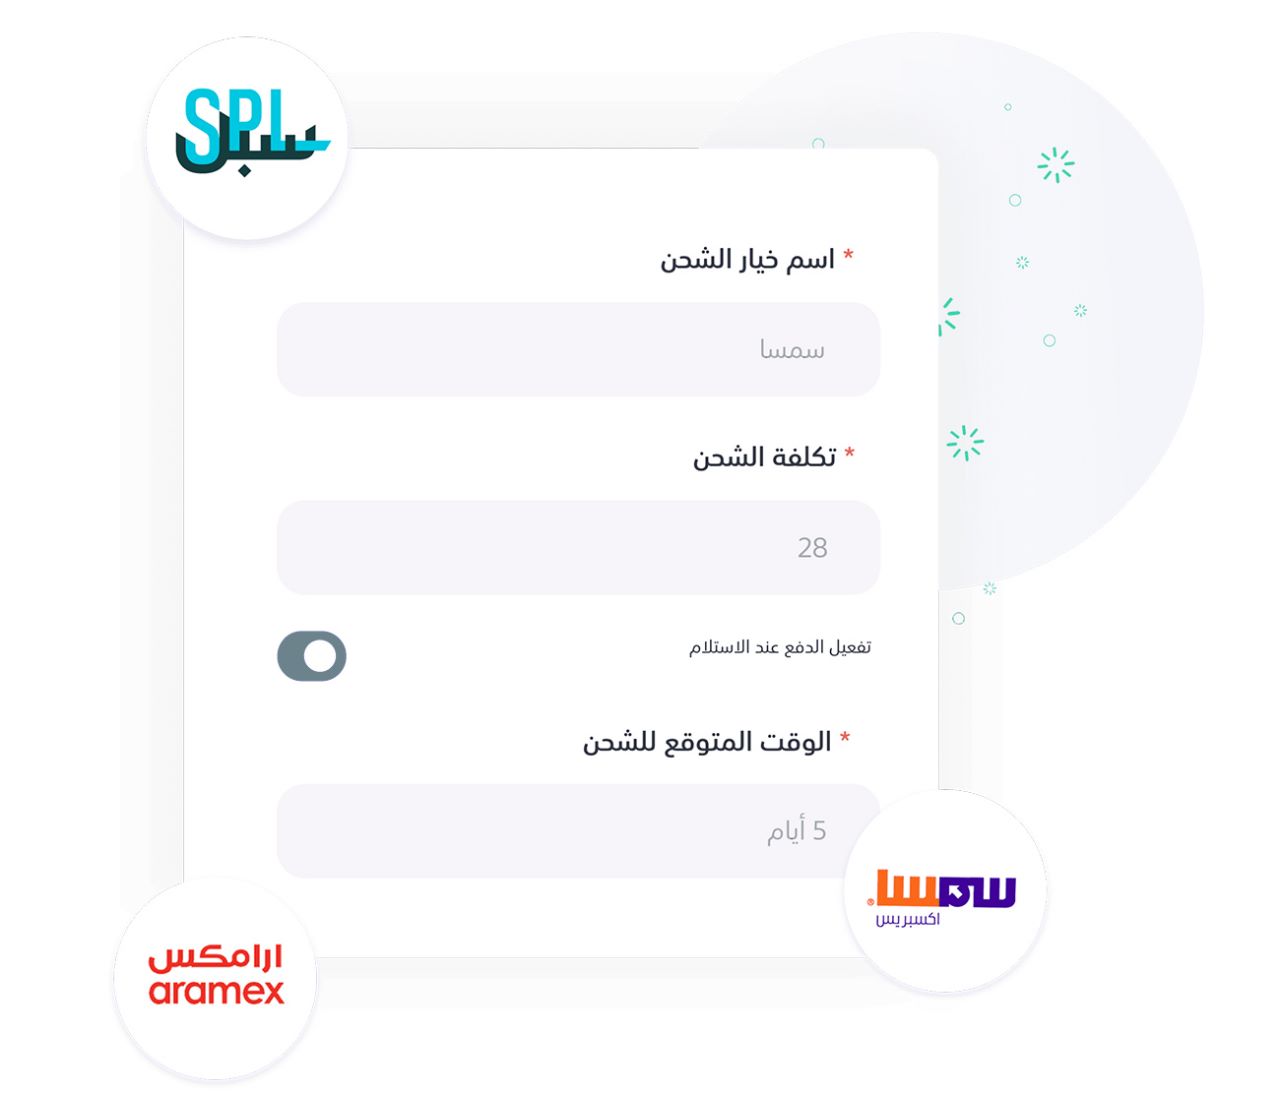 SPL
سبل
* اسم خيار الشحن
سمسا
* تكلفة الشحن
28
تفعيل الدفع عند الاستلام
* الوقت المتوقع للشحن
5 أيام
سمسا®
اكسبريس
ارامكس
aramex